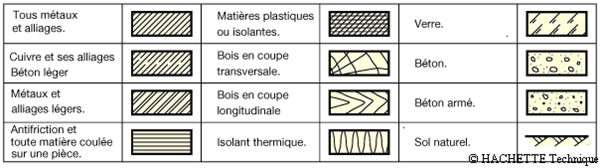 Tous métaux
et alliages.
Matières plastiques
ou isolantes.
Verre.
Cuivre et ses alliages
Béton léger
Bois en coupe
transversale.
Béton.
Métaux et
alliages légers.
Bois en coupe
longitudinale
Béton armé.
Antifriction et
toute matière coulée
sur une pièce.
Isolant thermique.
Sol naturel.
© HACHETTE Technique